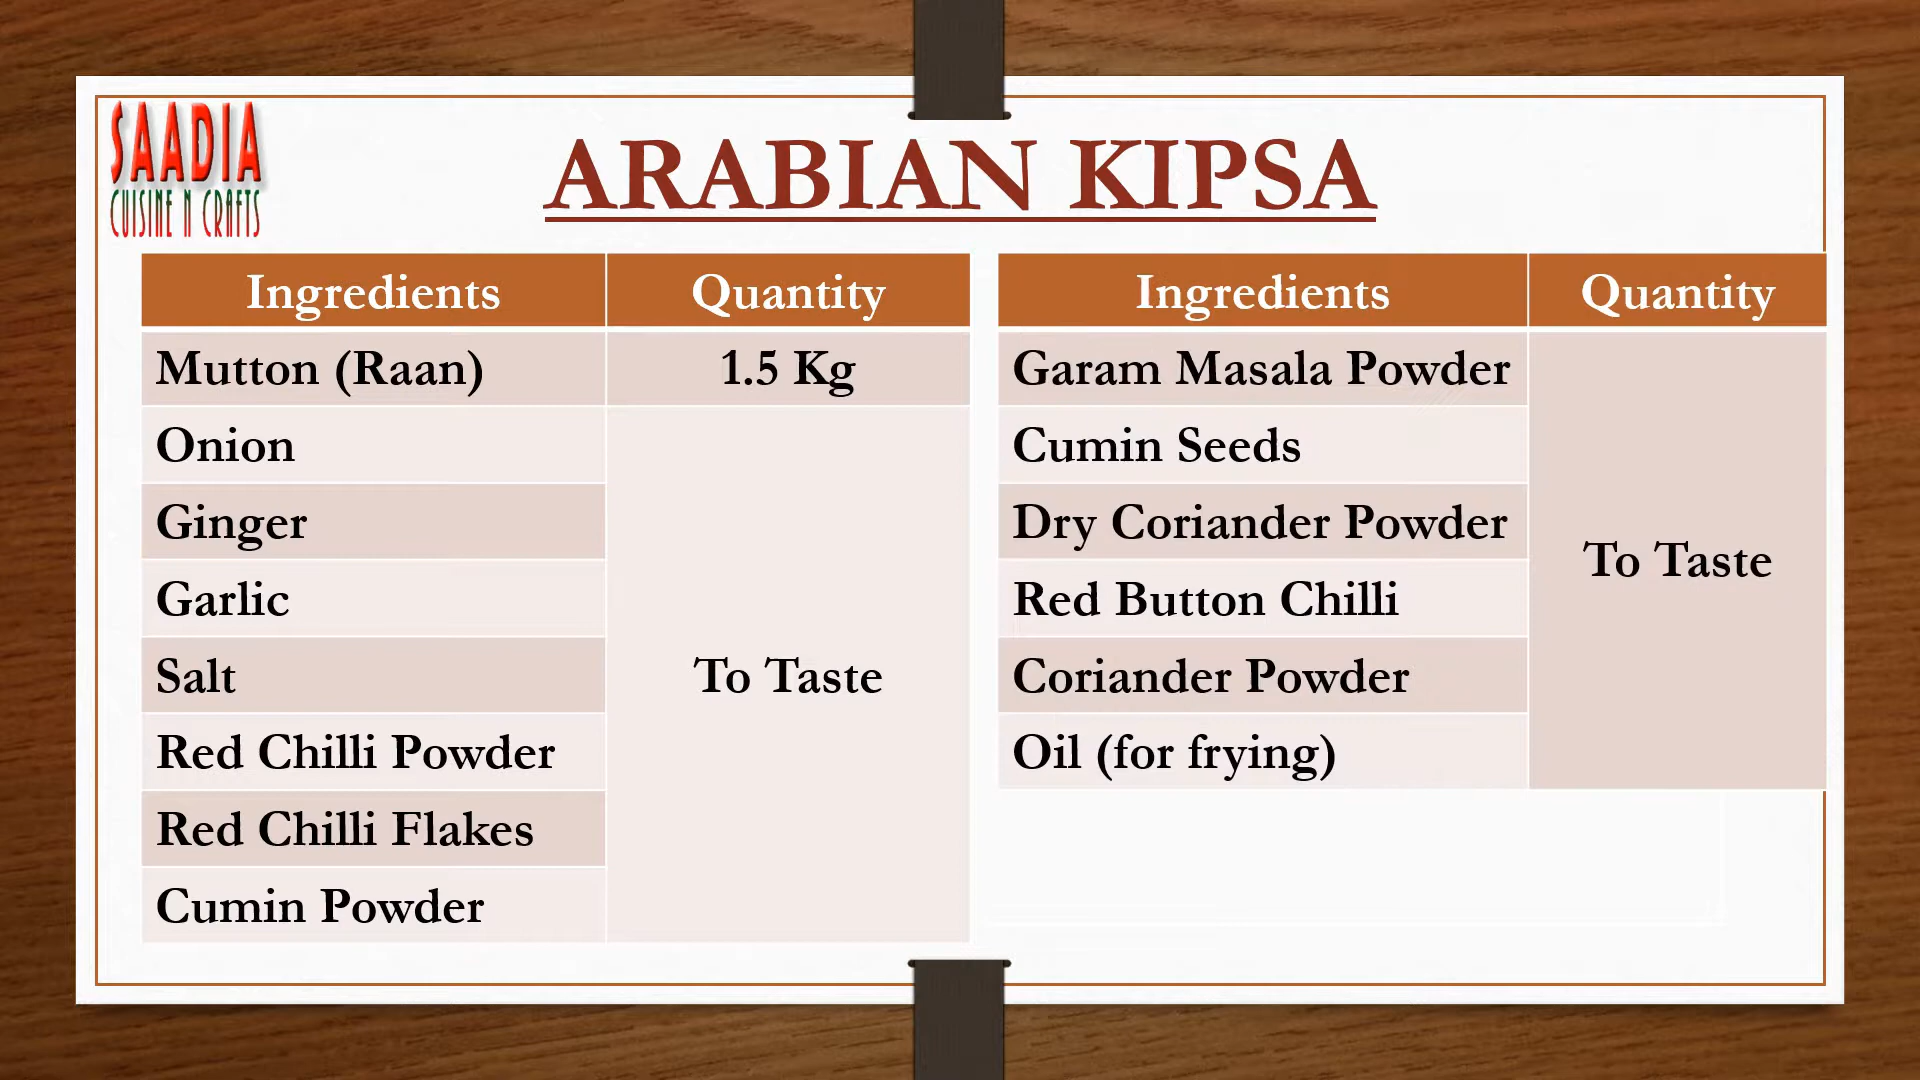 SAADIA
CUISINE N CRAFTS
ARABIAN KIPSA
Ingredients Quantity
Mutton (Raan) 1.5 Kg
Onion
Ginger
Garlic
Salt
To Taste
Red Chilli Powder
Red Chilli Flakes
Cumin Powder
Ingredients Quantity
Garam Masala Powder
Cumin Seeds
Dry Coriander Powder
To Taste
Red Button Chilli
Coriander Powder
Oil (for frying)